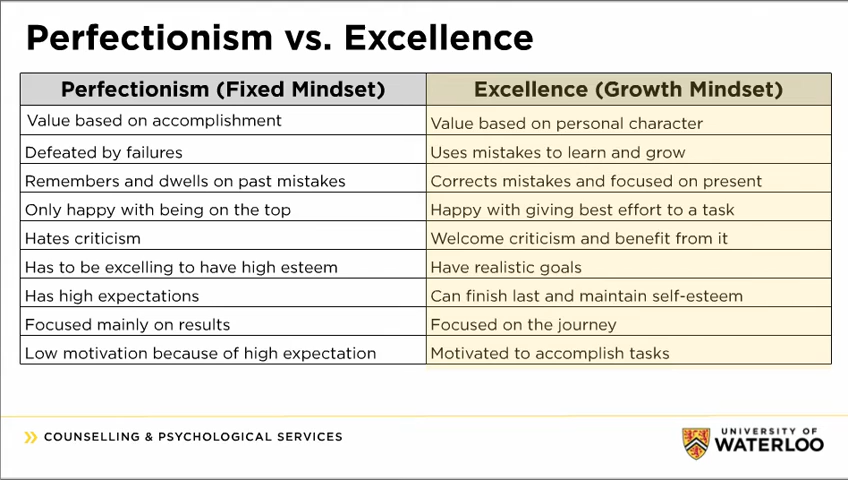 Perfectionism vs. Excellence
Perfectionism (Fixed Mindset) Excellence (Growth Mindset)
Value based on accomplishment Value based on personal character
Defeated by failures Uses mistakes to learn and grow
Remembers and dwells on past mistakes Corrects mistakes and focused on present
Only happy with being on the top Happy with giving best effort to a task
Hates criticism Welcome criticism and benefit from it
Has to be excelling to have high esteem Have realistic goals
Has high expectations Can finish last and maintain self-esteem
Focused mainly on results Focused on the journey
Low motivation because of high expectation Motivated to accomplish tasks
COUNSELLING & PSYCHOLOGICAL SERVICES
UNIVERSITY OF
WATERLOO